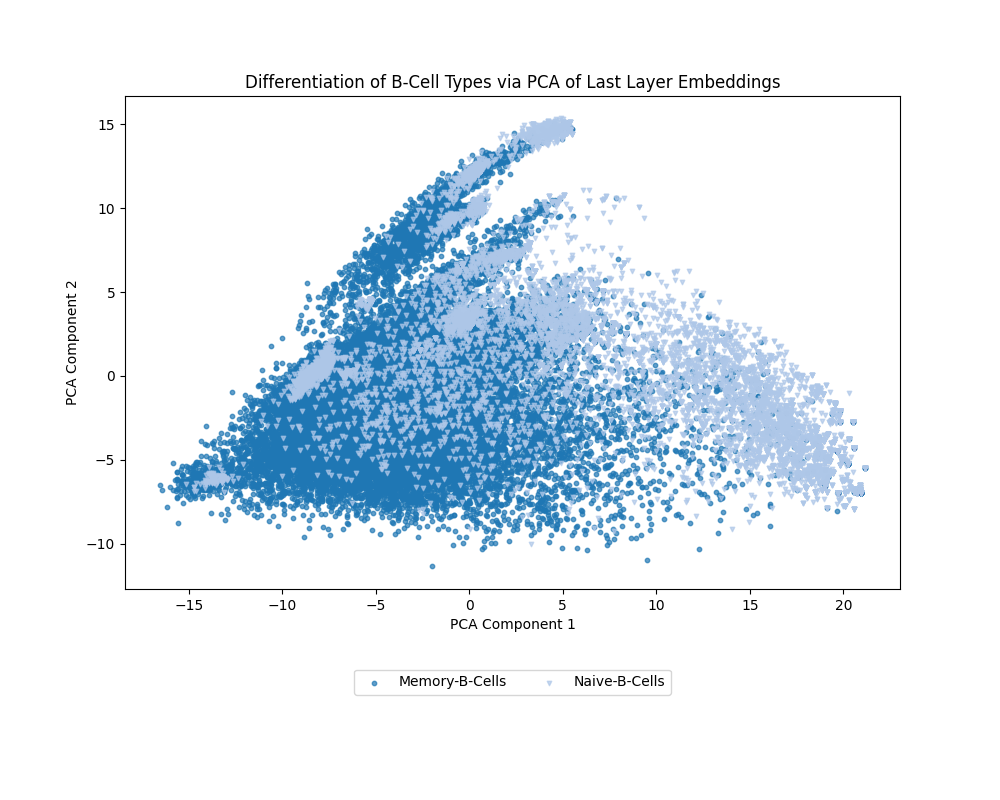 Differentiation of B-Cell Types via PCA of Last Layer Embeddings
15
10
5
0
−5
−10
PCA Component 2
−15
−10
−5
0
5
10
15
20
PCA Component 1
Memory-B-Cells
Naive-B-Cells